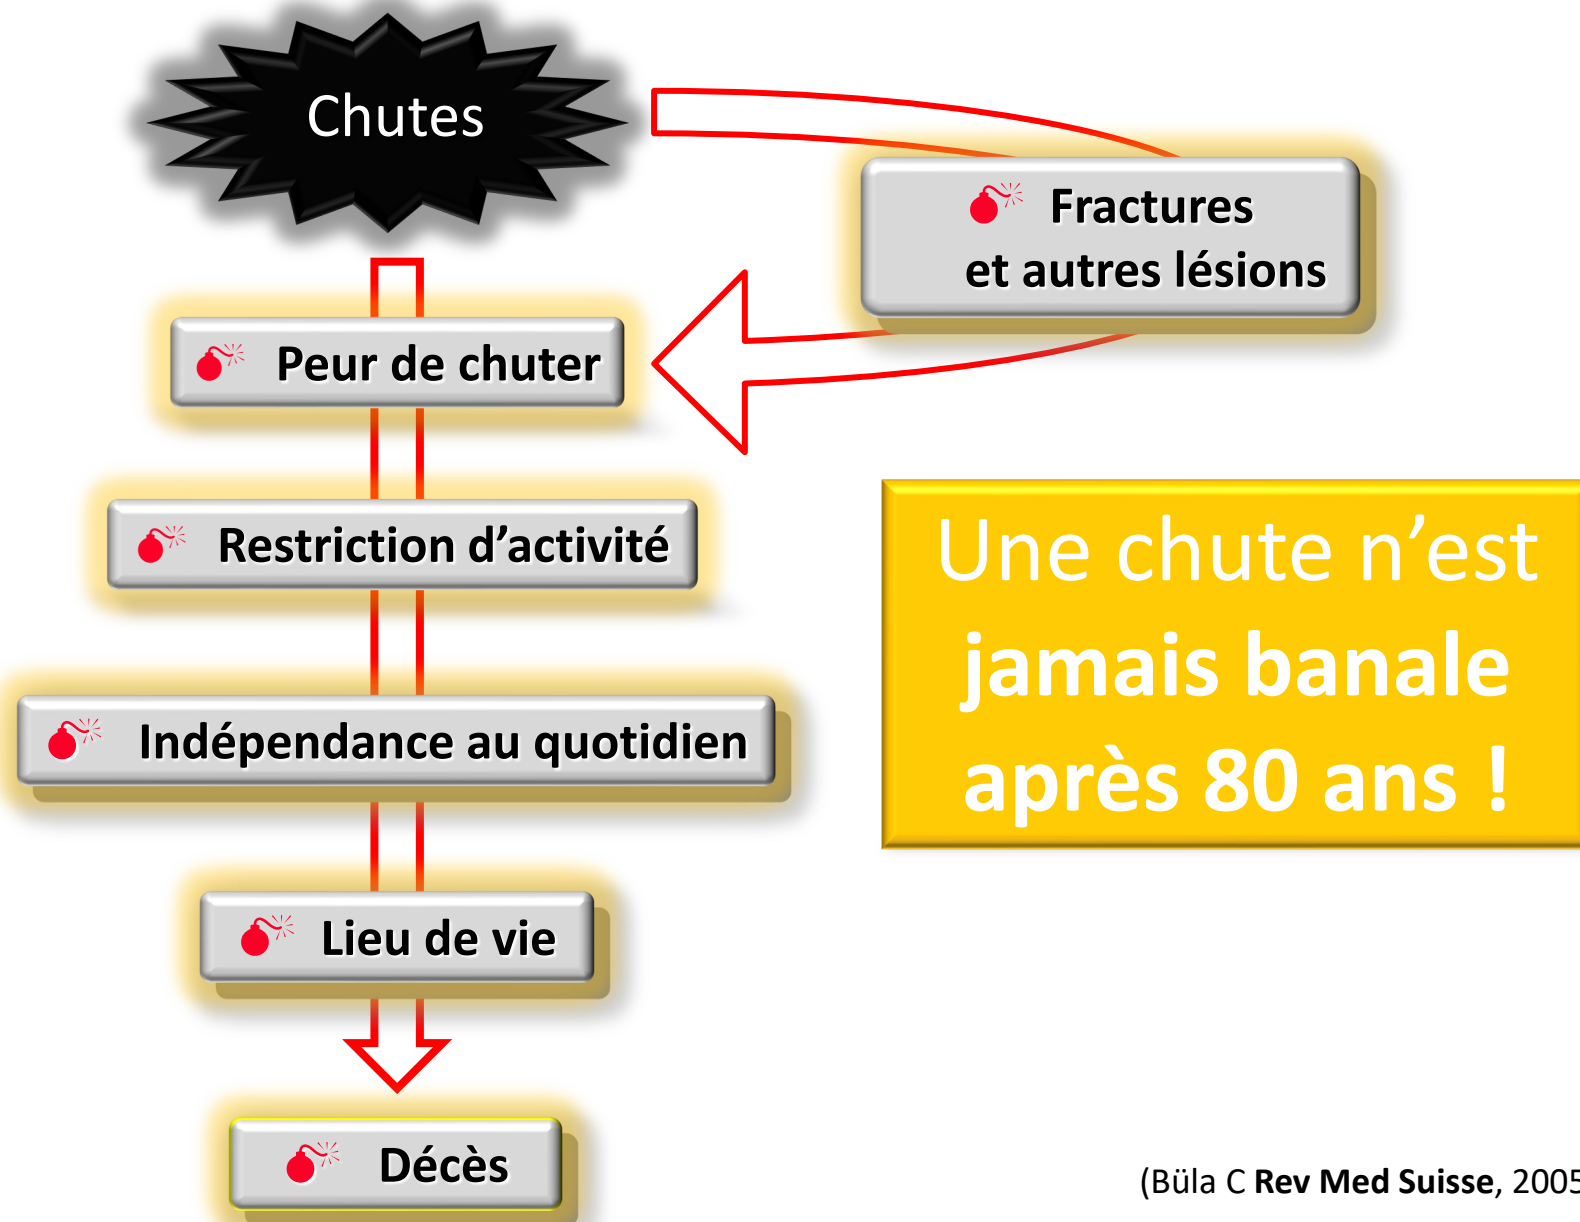 Chutes
Fractures
et autres lésions
Peur de chuter
Restriction d’activité
Une chute n’est
jamais banale
après 80 ans !
Indépendance au quotidien
Lieu de vie
Décès
(Büla C Rev Med Suisse, 2005